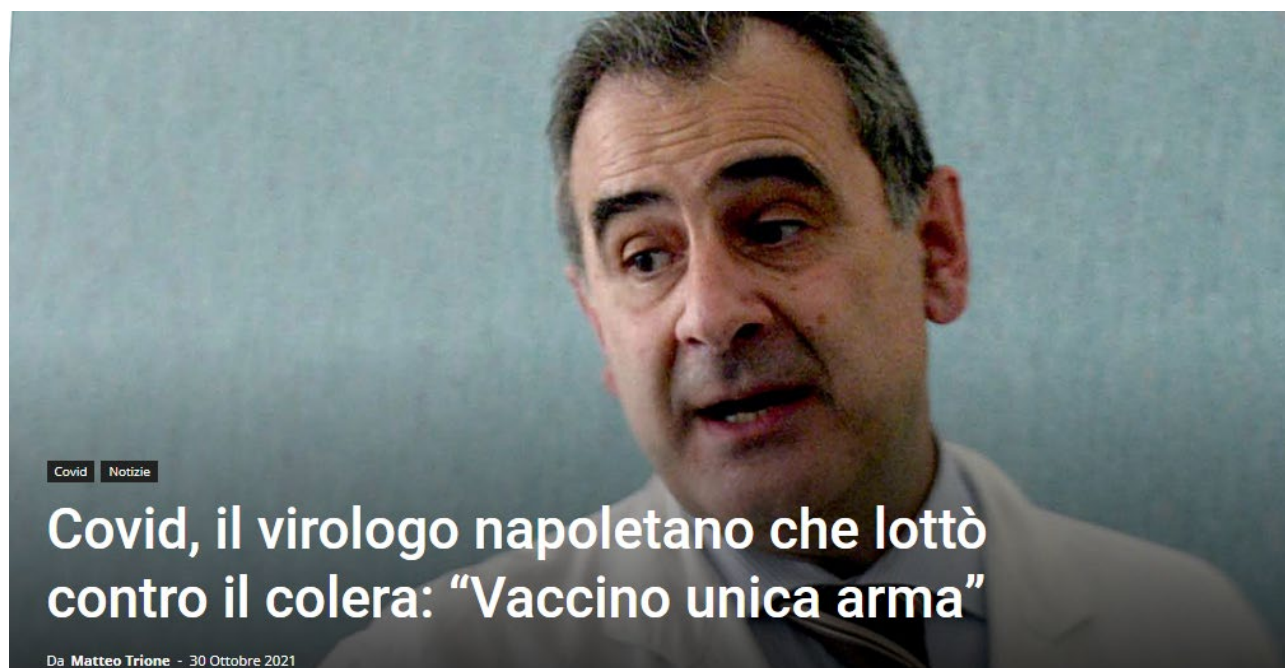 Covid Notizie
Covid, il virologo napoletano che lottò
contro il colera: “Vaccino unica arma”
Da Matteo Trione - 30 Ottobre 2021